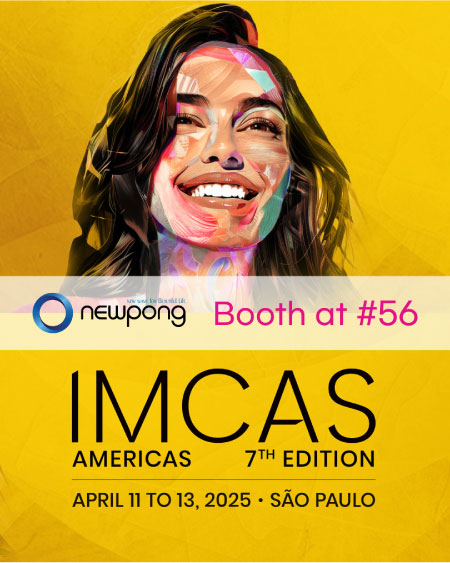 newpong
Booth at #56
IMCAS
AMERICAS 7TH EDITION
APRIL 11 TO 13, 2025 • SÃO PAULO